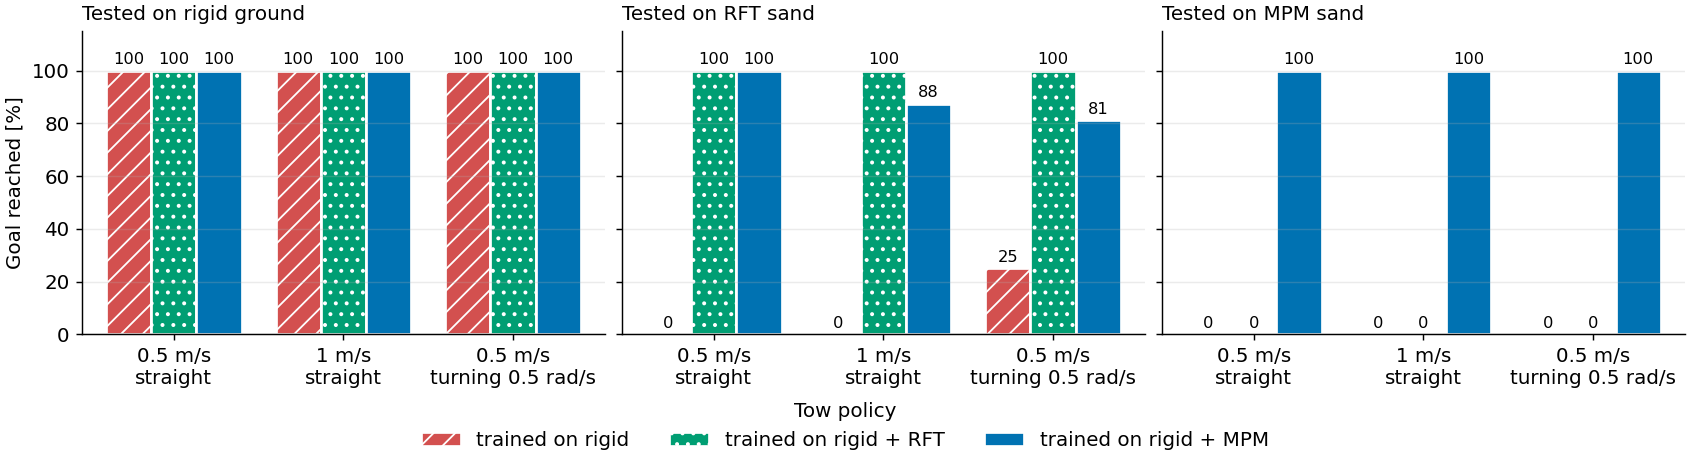 Tested on rigid ground
Tested on RFT sand
Tested on MPM sand
Goal reached [%]
100
80
60
40
20
0
100 100 100
100 100 100
100 100 100
0 100 100
0 100 88
25 100 81
0 0 100
0 0 100
0 0 100
0.5 m/s
straight
1 m/s
straight
0.5 m/s
turning 0.5 rad/s
0.5 m/s
straight
1 m/s
straight
0.5 m/s
turning 0.5 rad/s
0.5 m/s
straight
1 m/s
straight
0.5 m/s
turning 0.5 rad/s
Tow policy
trained on rigid
trained on rigid + RFT
trained on rigid + MPM